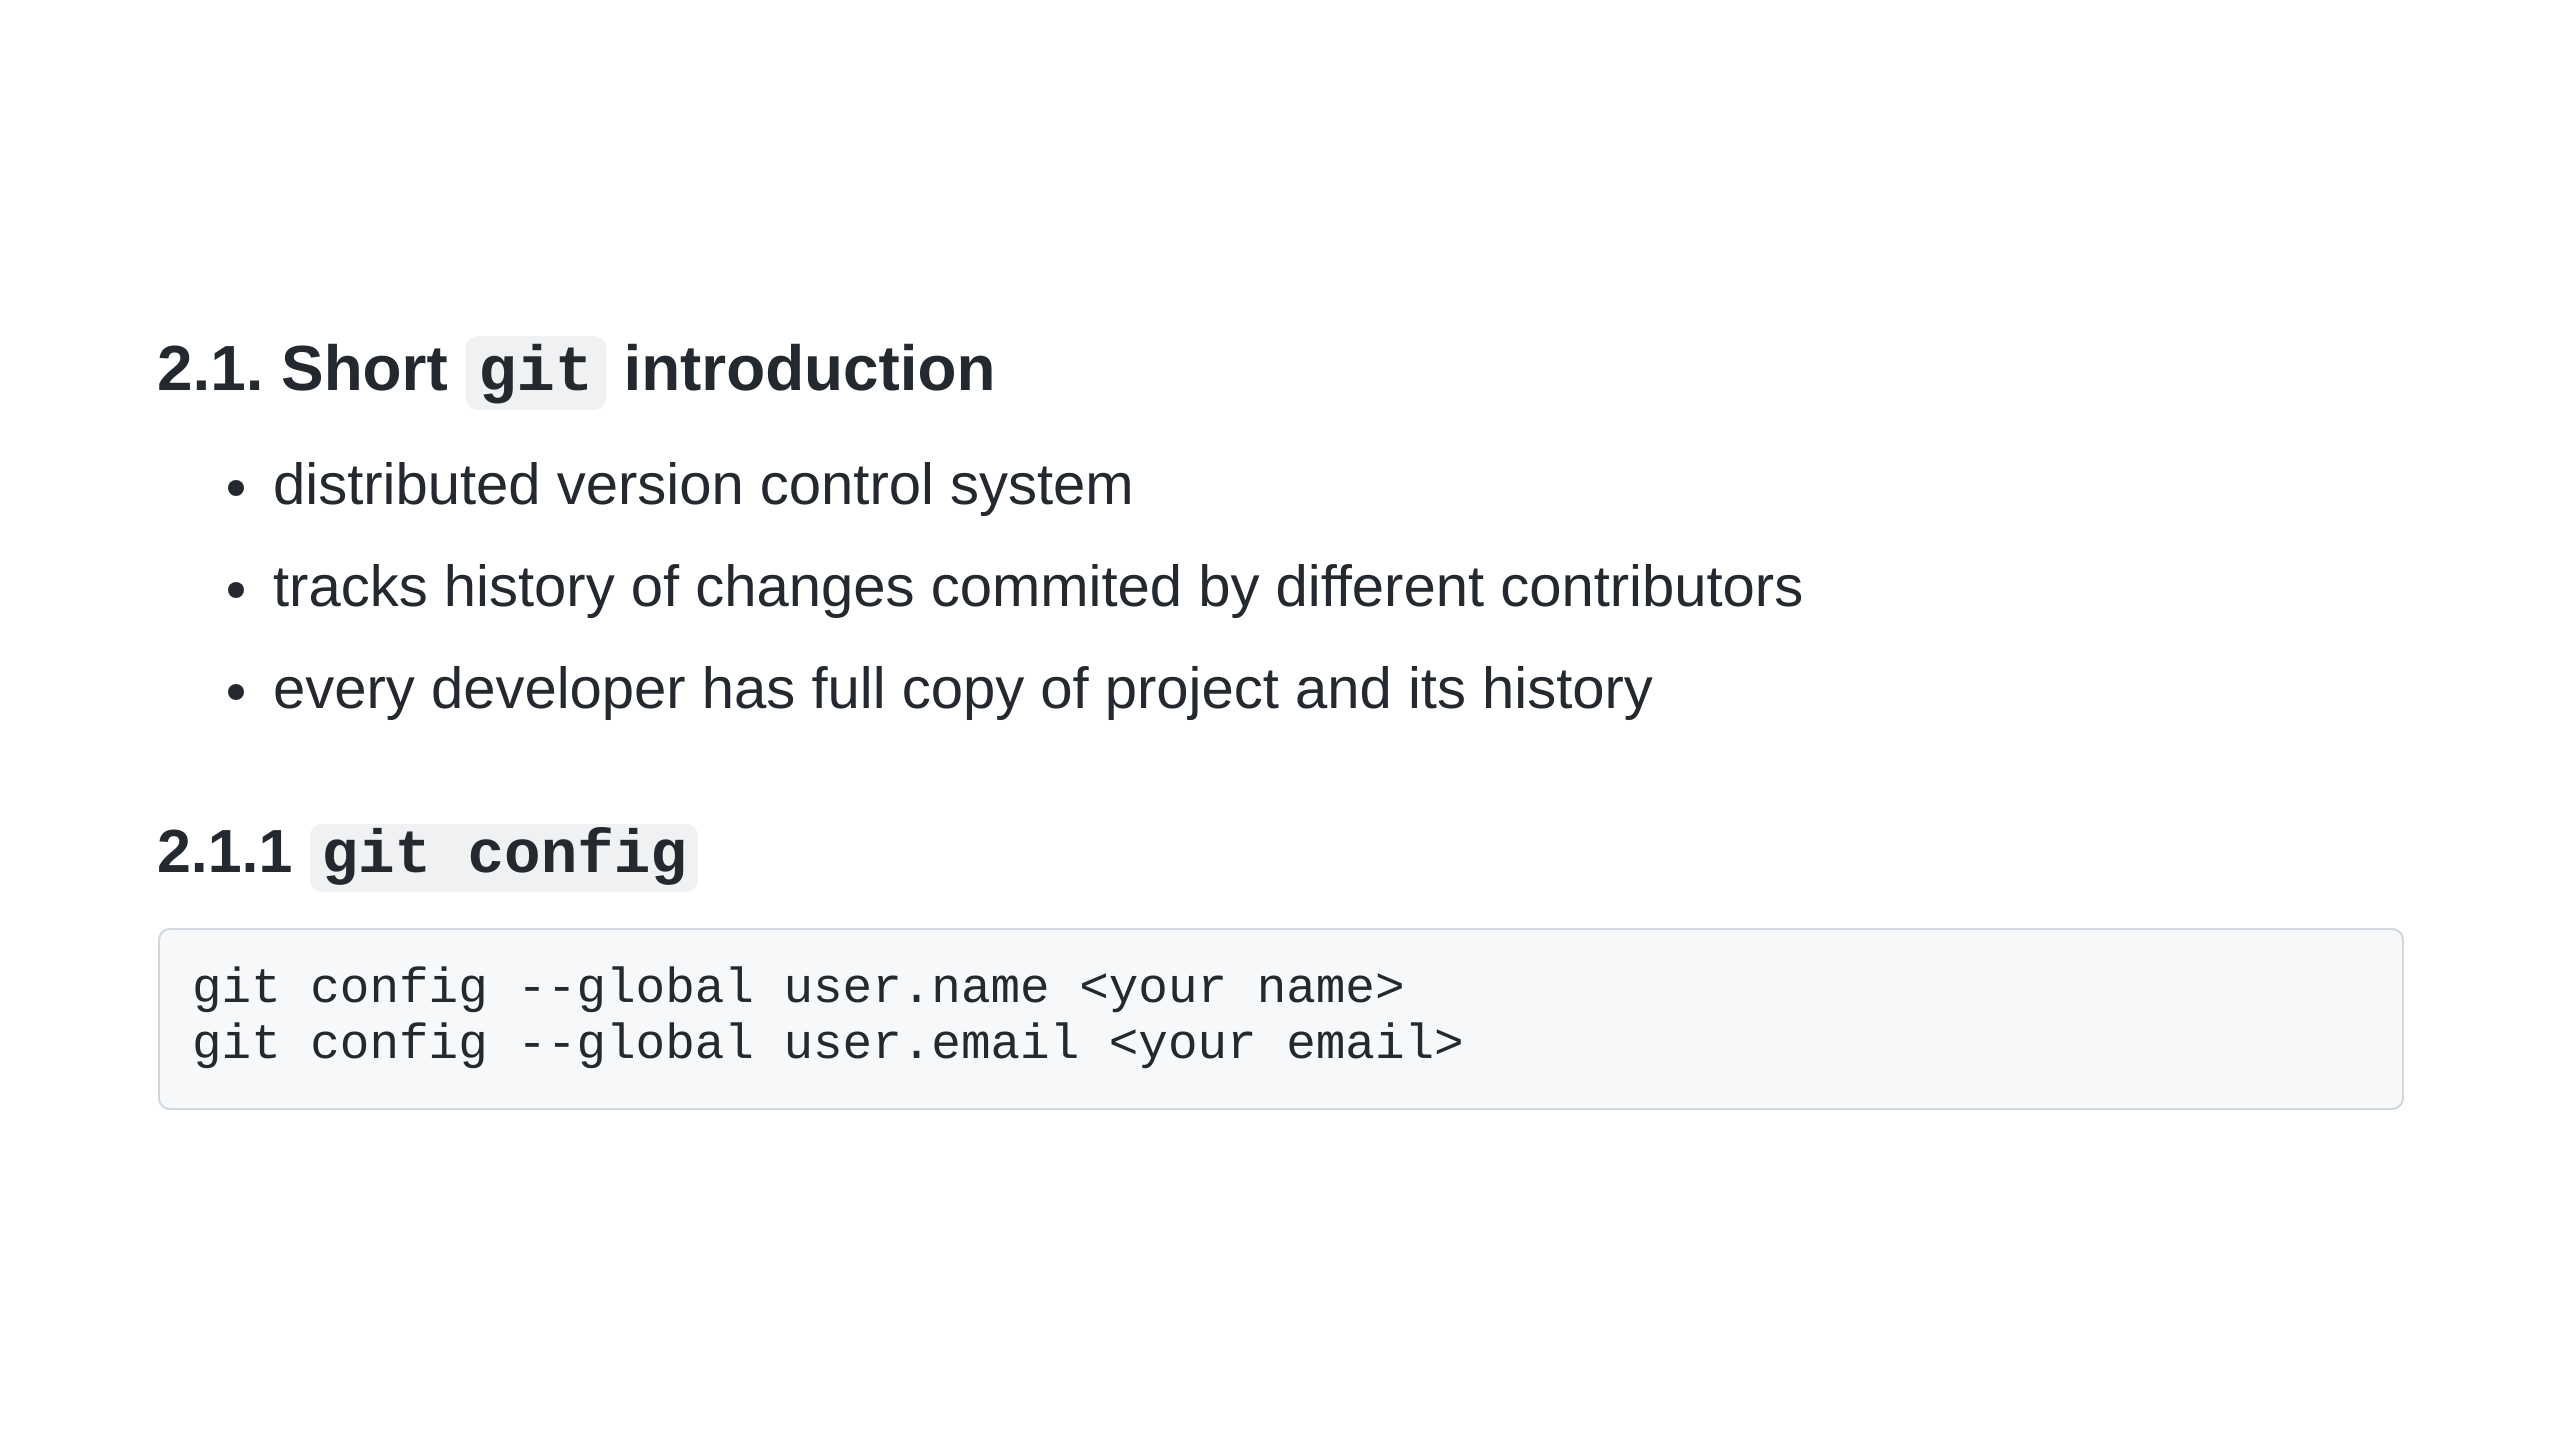 2.1. Short git introduction
• distributed version control system
• tracks history of changes commited by different contributors
• every developer has full copy of project and its history
2.1.1 git config
git config --global user.name <your name>
git config --global user.email <your email>